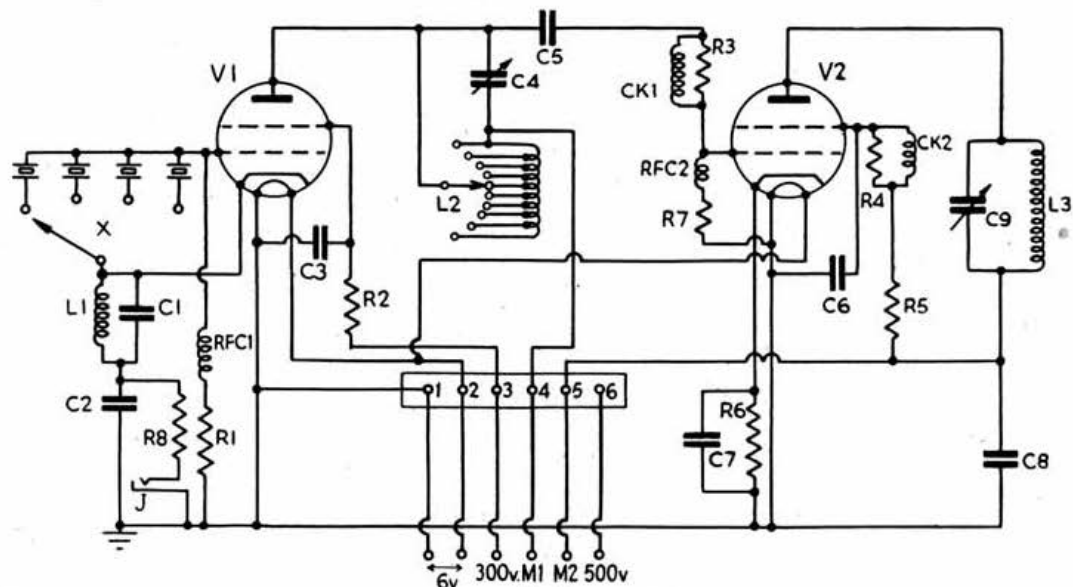 V1
C5
R3
V2
C4
CK1
CK2
RFC2
R4
L2
C9
L3
X
R7
C3
C6
R5
L1
C1
R2
RFC1
1 2 3 4 5 6
C2
R8
R1
R6
C7
C8
J
6v 300v. M1 M2 500v